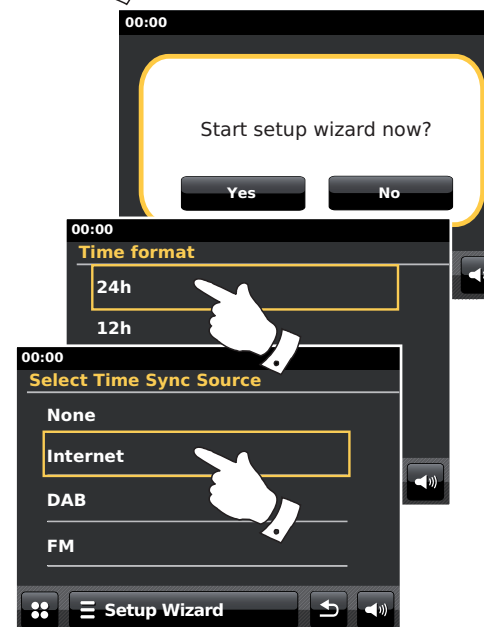 00:00
Start setup wizard now?
Yes No
00:00
Time format
24h
12h
00:00
Select Time Sync Source
None
Internet
DAB
FM
Setup Wizard